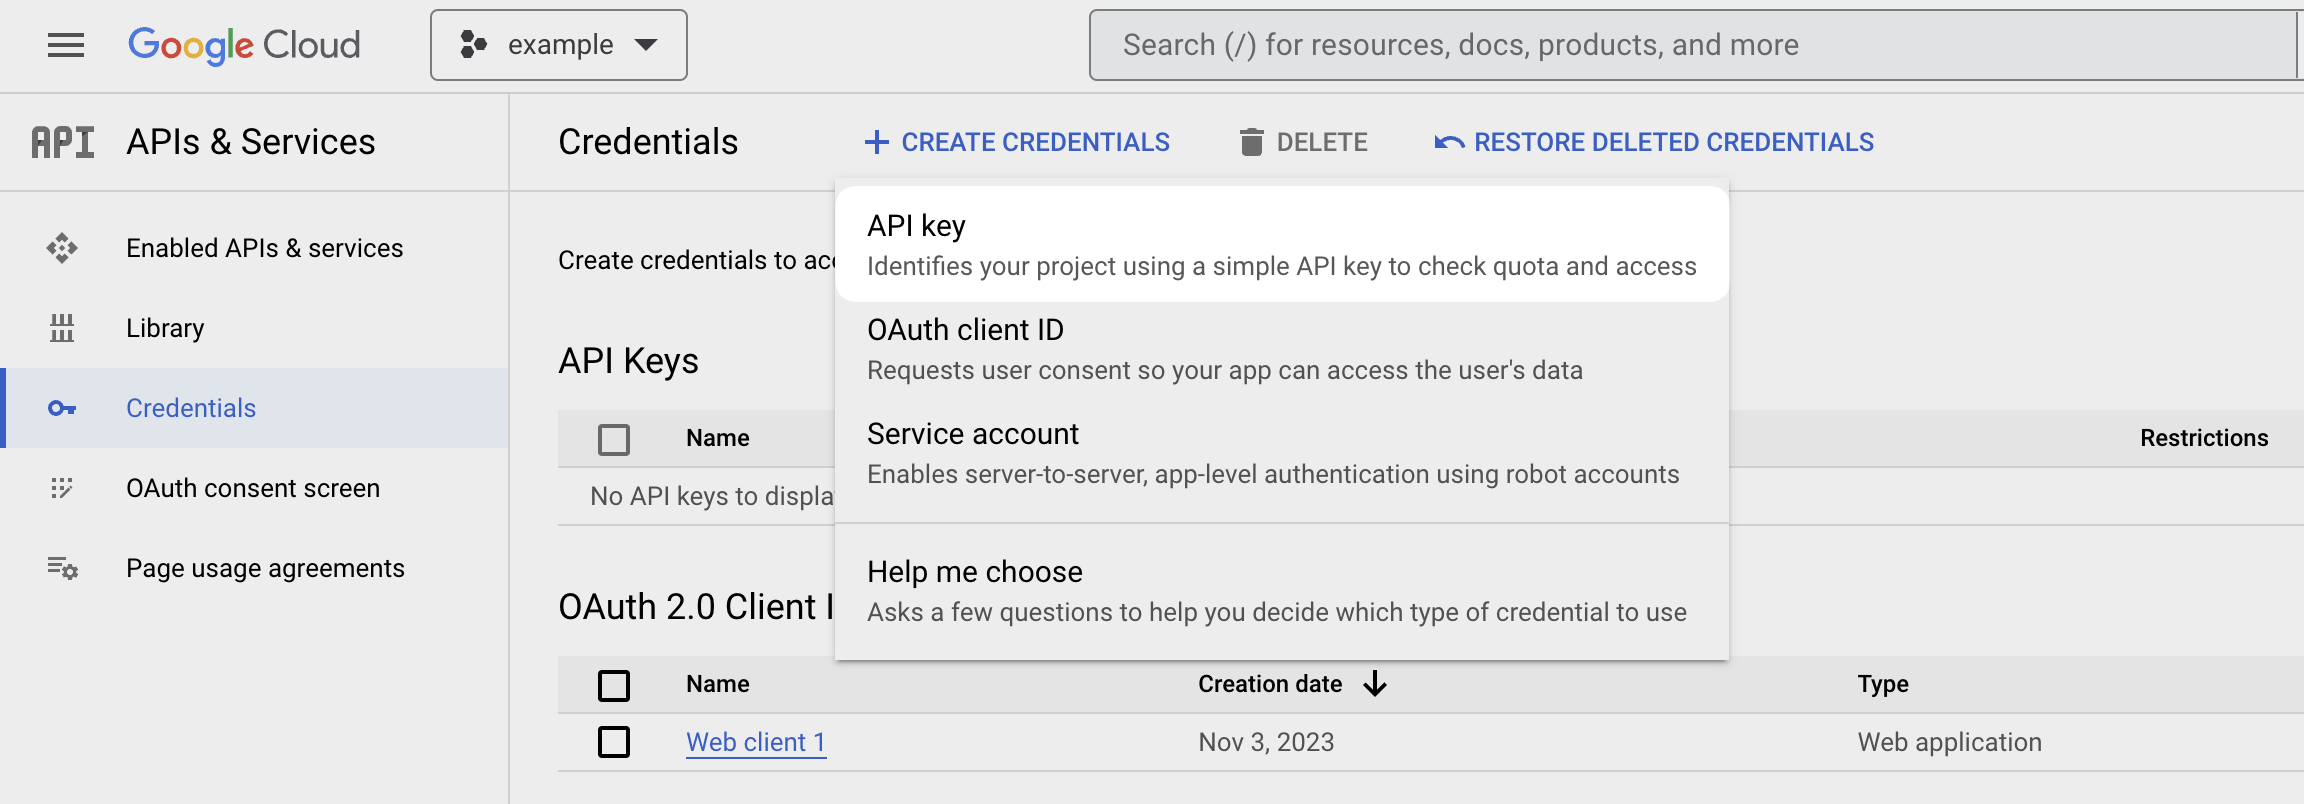 Google Cloud
example
Search (/) for resources, docs, products, and more
API
APIs & Services
Credentials
CREATE CREDENTIALS
DELETE
RESTORE DELETED CREDENTIALS
Enabled APIs & services
Library
Credentials
OAuth consent screen
Page usage agreements
Create credentials to acc
API key
Identifies your project using a simple API key to check quota and access
OAuth client ID
Requests user consent so your app can access the user's data
Service account
Enables server-to-server, app-level authentication using robot accounts
Help me choose
Asks a few questions to help you decide which type of credential to use
API Keys
Name
Restrictions
No API keys to displa
OAuth 2.0 Client I
Name
Creation date
Type
Web client 1
Nov 3, 2023
Web application